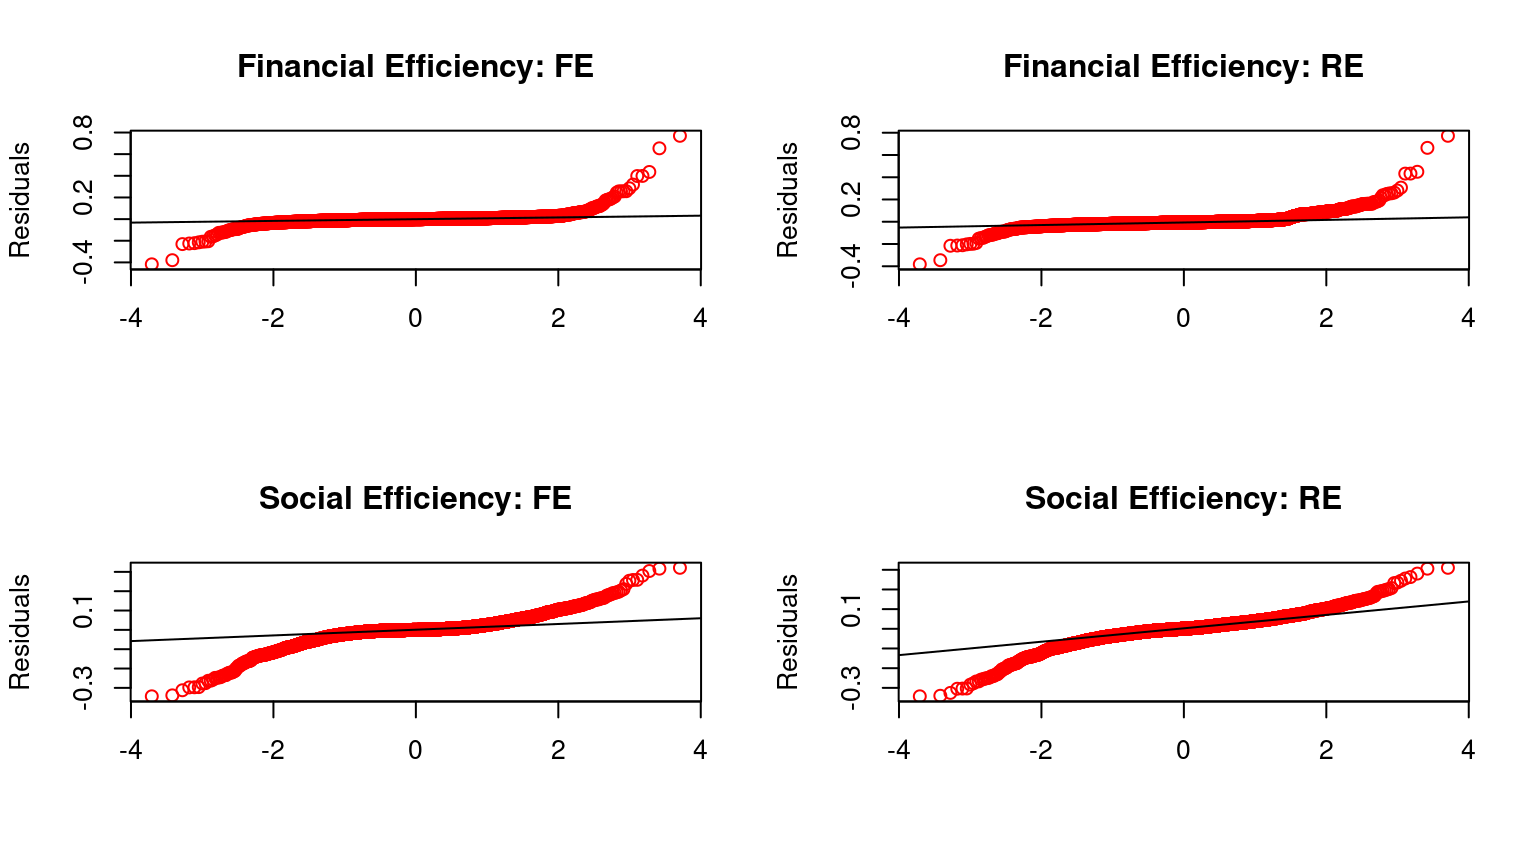 Financial Efficiency: FE
Residuals
0.8
0.2
-0.4
-4 -2 0 2 4
Financial Efficiency: RE
Residuals
0.8
0.2
-0.4
-4 -2 0 2 4
Social Efficiency: FE
Residuals
0.1
-0.3
-4 -2 0 2 4
Social Efficiency: RE
Residuals
0.1
-0.3
-4 -2 0 2 4